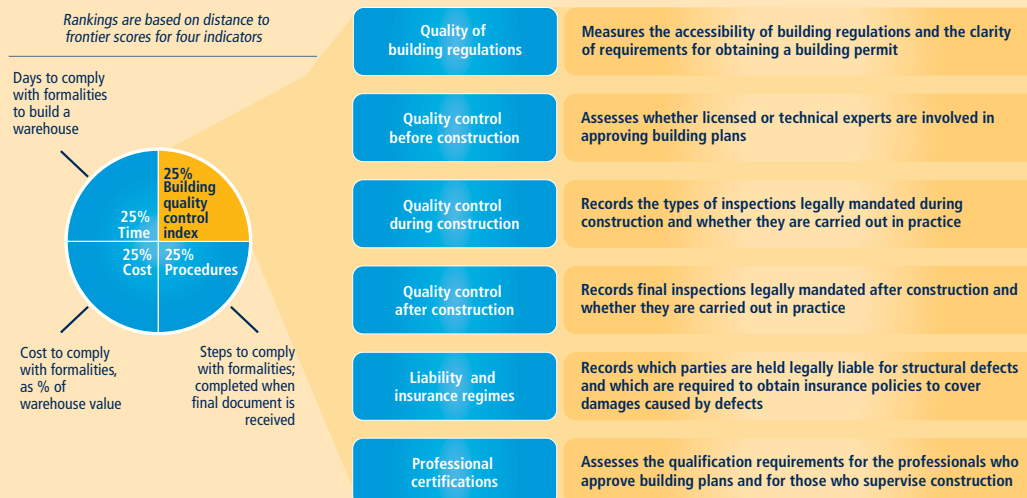 Rankings are based on distance to
frontier scores for four indicators
Days to comply
with formalities
to build a
warehouse
25%
Building
quality
control
index
25%
Time
25%
Cost
25%
Procedures
Cost to comply
with formalities,
as % of
warehouse value
Steps to comply
with formalities;
completed when
final document is
received
Quality of
building regulations
Measures the accessibility of building regulations and the clarity
of requirements for obtaining a building permit
Quality control
before construction
Assesses whether licensed or technical experts are involved in
approving building plans
Quality control
during construction
Records the types of inspections legally mandated during
construction and whether they are carried out in practice
Quality control
after construction
Records final inspections legally mandated after construction and
whether they are carried out in practice
Liability and
insurance regimes
Records which parties are held legally liable for structural defects
and which are required to obtain insurance policies to cover
damages caused by defects
Professional
certifications
Assesses the qualification requirements for the professionals who
approve building plans and for those who supervise construction